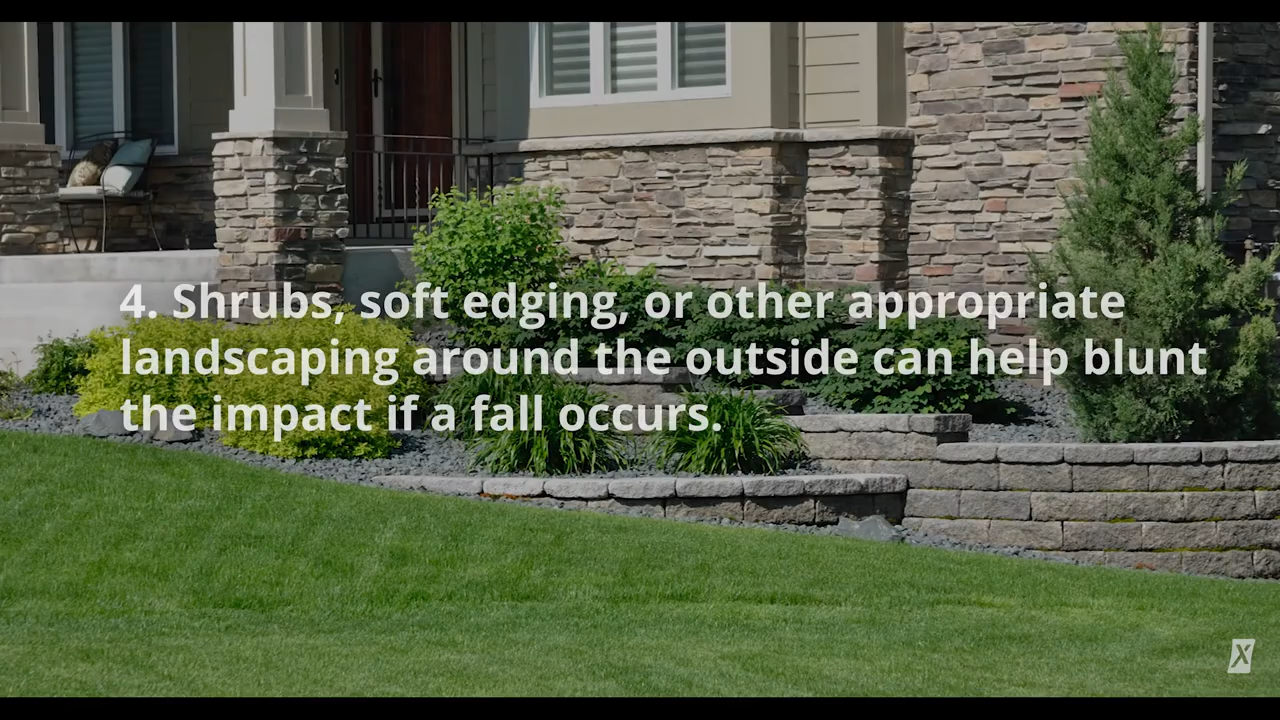 4. Shrubs, soft edging, or other appropriate
landscaping around the outside can help blunt
the impact if a fall occurs.
X